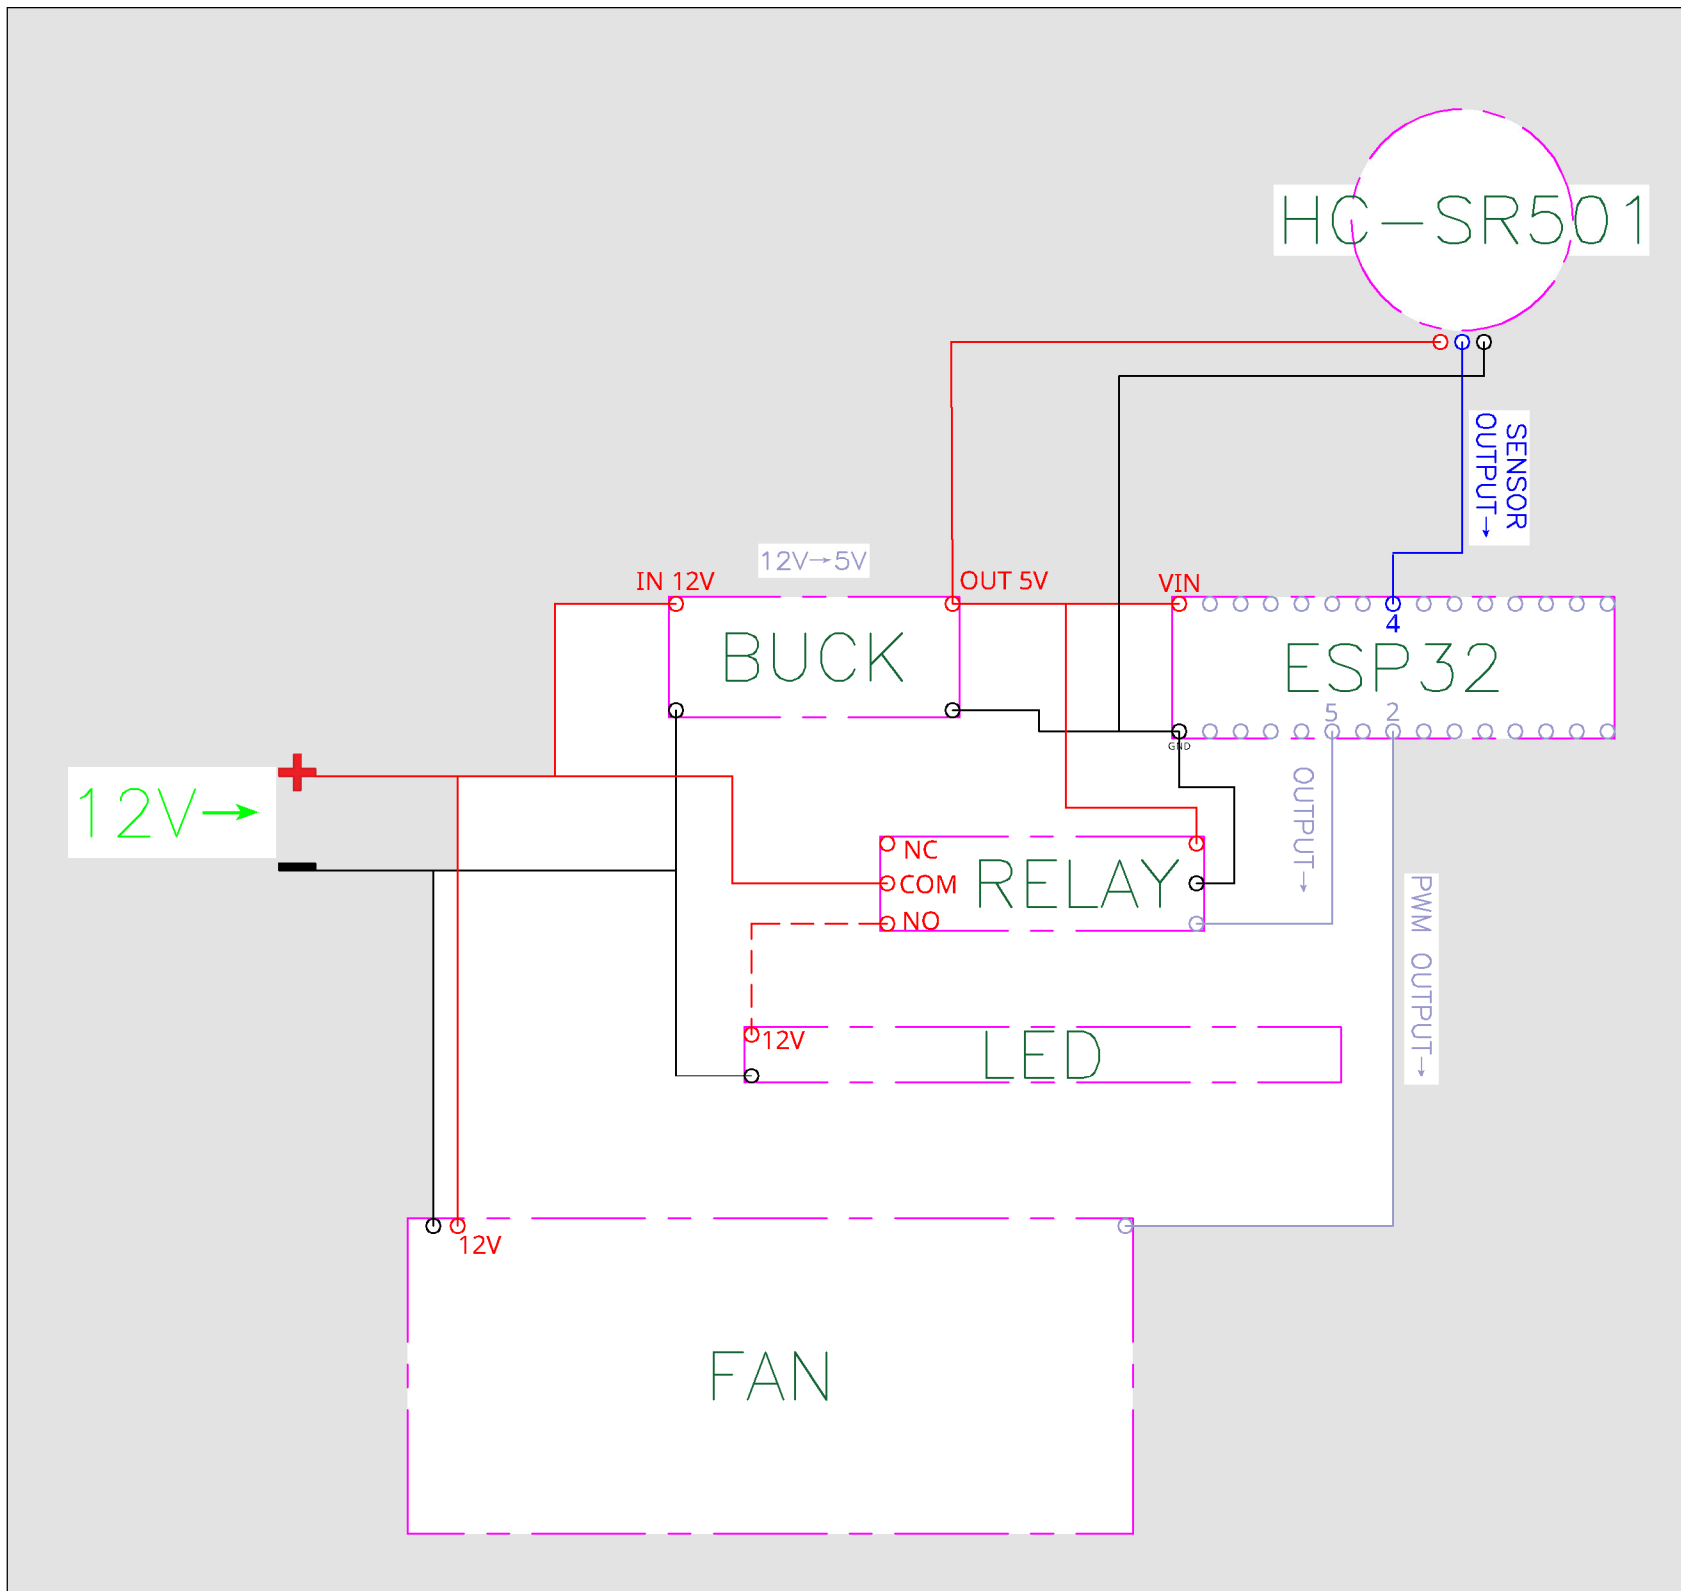 HC-SR501
SENSOR
OUTPUT→
12V→5V
IN 12V
OUT 5V
VIN
BUCK
4
ESP32
5
2
GND
12V→
+
-
OUTPUT→
NC
COM
NO
RELAY
PWM OUTPUT→
12V
LED
12V
FAN